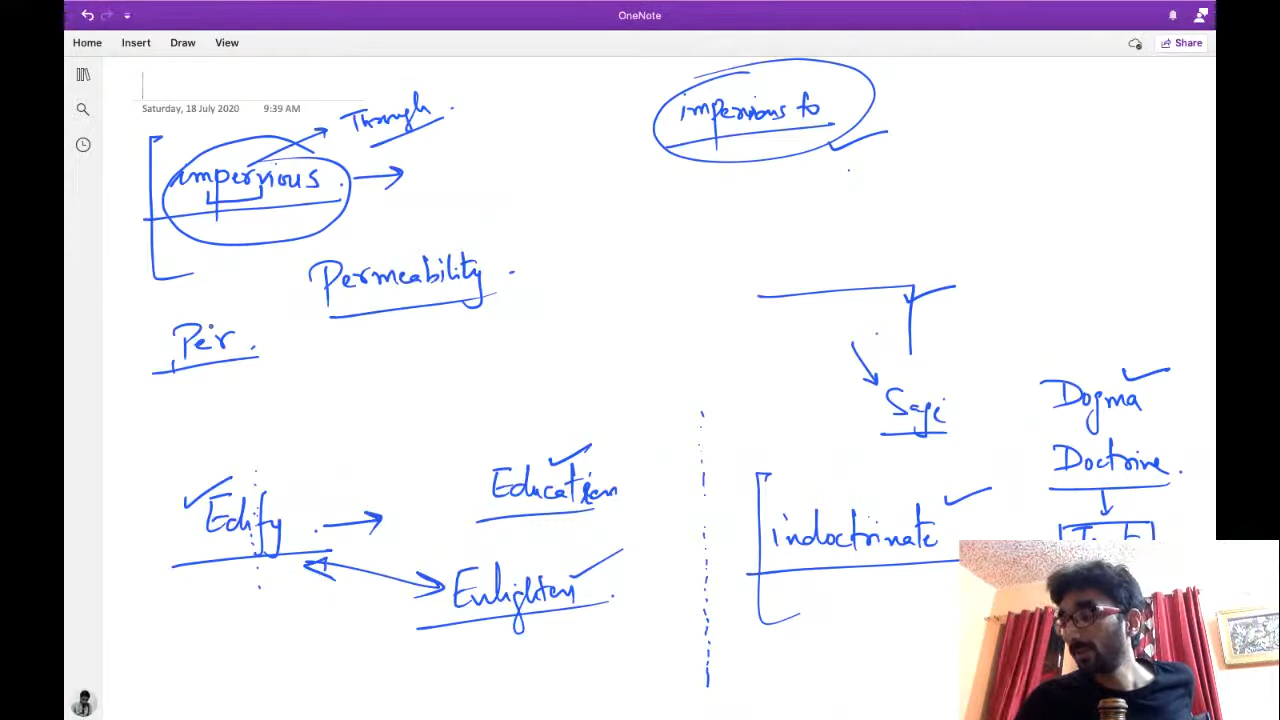 OneNote
Home Insert Draw View
Share
Saturday, 18 July 2020 9:39 AM
Through
impervious to
impervious
Permeability
Per
Dogma
Doctrine
Education
Edify
indoctrinate
Enlighten